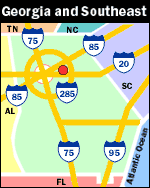 Georgia and Southeast
TN
NC
75
85
20
85
285
SC
AL
75
95
FL
Atlantic Ocean